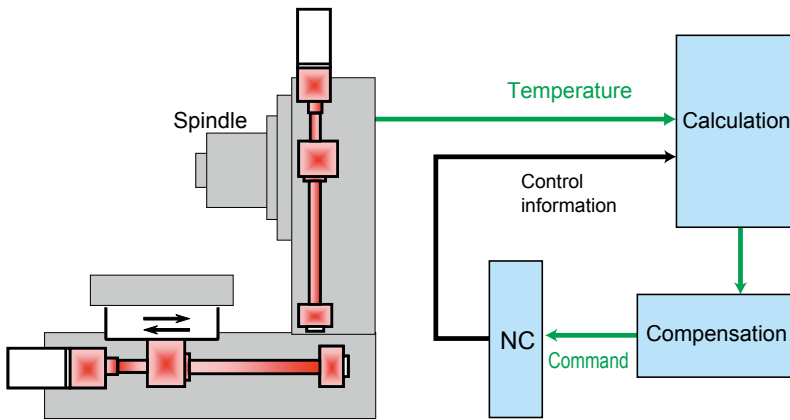 Spindle
Temperature
Calculation
Control
information
NC
Command
Compensation